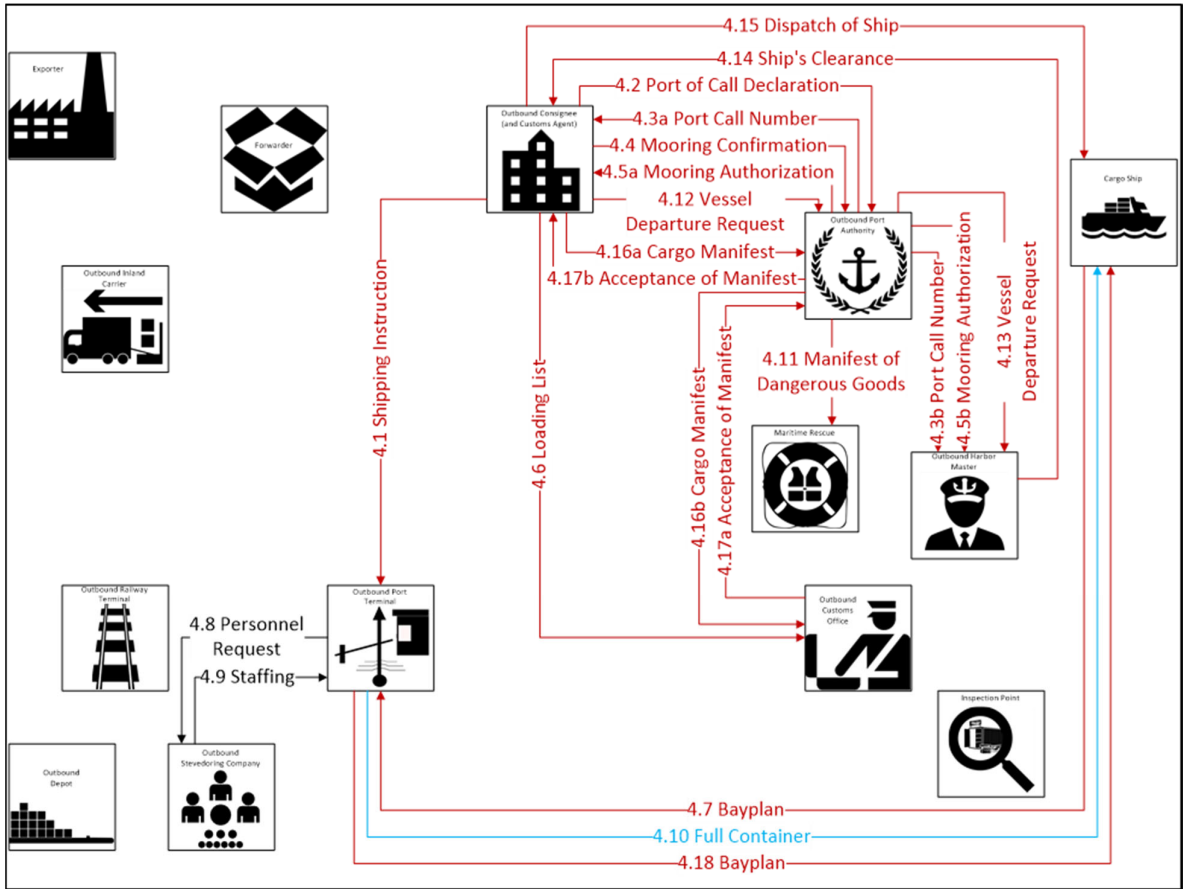 4.15 Dispatch of Ship
4.14 Ship's Clearance
4.2 Port of Call Declaration
Exporter
Outbound Consignee
(and Customs Agent)
4.3a Port Call Number
Forwarder
4.4 Mooring Confirmation
4.5a Mooring Authorization
Cargo Ship
4.12 Vessel
Departure Request
Outbound Port
Authority
4.16a Cargo Manifest
4.17b Acceptance of Manifest
Outbound Inland
Carrier
4.1 Shipping Instruction
4.6 Loading List
4.16b Cargo Manifest
4.17a Acceptance of Manifest
4.11 Manifest of
Dangerous Goods
4.3b Port Call Number
4.5b Mooring Authorization
4.13 Vessel
Departure Request
Maritime Rescue
Outbound Harbor
Master
Outbound Railway
Terminal
Outbound Port
Terminal
Outbound
Customs
Office
4.8 Personnel
Request
4.9 Staffing
Inspection Point
Outbound
Depot
Outbound
Stevedoring Company
4.7 Bayplan
4.10 Full Container
4.18 Bayplan